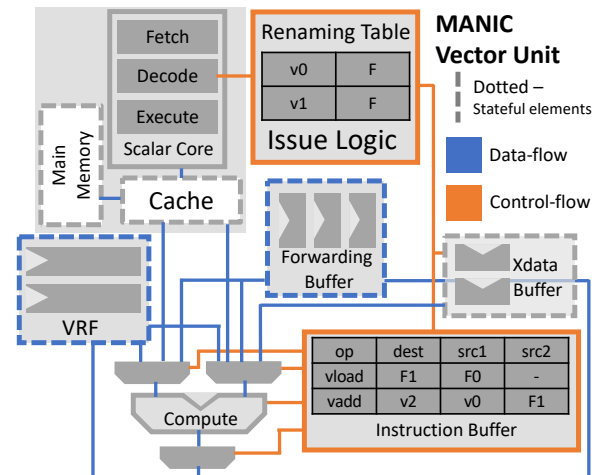 Fetch
Decode
Execute
Scalar Core
Main
Memory
Cache
Renaming Table
v0 F
v1 F
Issue Logic
MANIC
Vector Unit
Dotted –
Stateful elements
Data-flow
Control-flow
Forwarding
Buffer
Xdata
Buffer
VRF
Compute
op dest src1 src2
vload F1 F0 -
vadd v2 v0 F1
Instruction Buffer